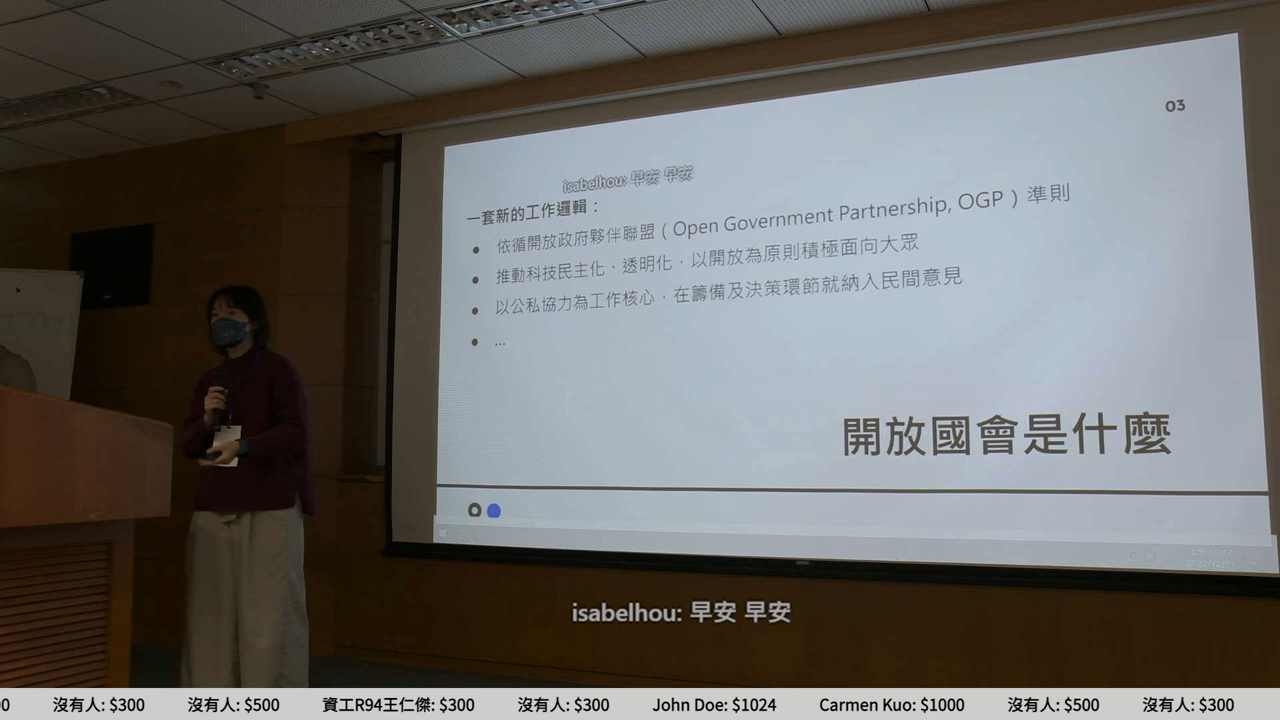 03
isabelhou: 早安 早安
一套新的工作邏輯：
依循開放政府夥伴聯盟（Open Government Partnership, OGP）準則
推動科技民主化、透明化，以開放為原則積極面向大眾
以公私協力為工作核心，在籌備及決策環節就納入民間意見
...
開放國會是什麼
isabelhou: 早安 早安
沒有人: $300 沒有人: $500 資工R94王仁傑: $300 沒有人: $300 John Doe: $1024 Carmen Kuo: $1000 沒有人: $500 沒有人: $300